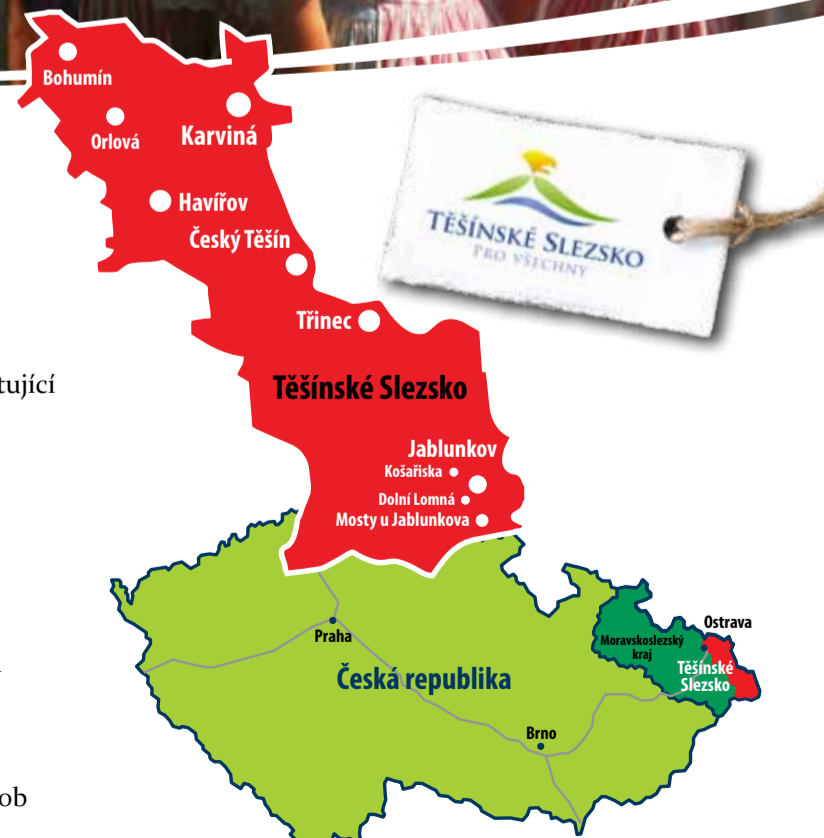 Bohumín
Orlová
Karviná
Havířov
Český Těšín
TĚŠÍNSKÉ SLEZSKO
PRO VŠECHNY
Třinec
tující
Těšínské Slezsko
Jablunkov
Košařiska
Dolní Lomná
Mosty u Jablunkova
Praha
Česká republika
Brno
Moravskoslezský
kraj
Ostrava
Těšínské
Slezsko
ob